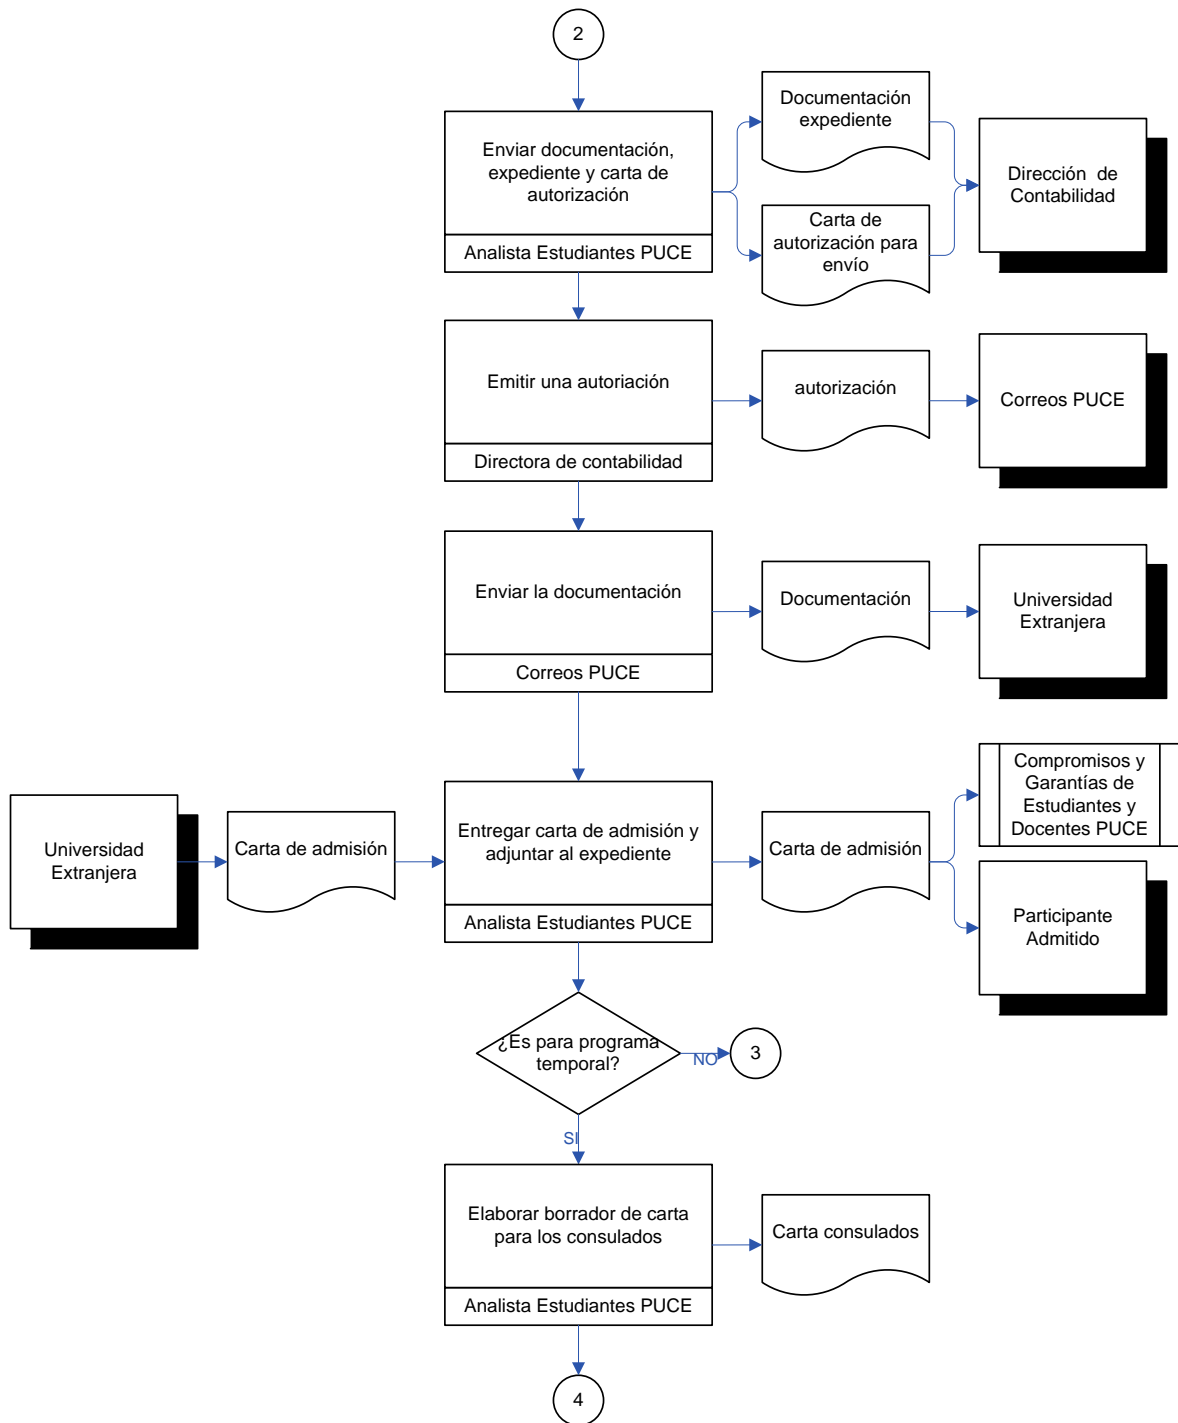 2
Enviar documentación,
expediente y carta de
autorización
Analista Estudiantes PUCE
Documentación
expediente
Carta de
autorización para
envío
Dirección de
Contabilidad
Emitir una autoriación
Directora de contabilidad
autorización
Correos PUCE
Enviar la documentación
Correos PUCE
Documentación
Universidad
Extranjera
Universidad
Extranjera
Carta de admisión
Entregar carta de admisión y
adjuntar al expediente
Analista Estudiantes PUCE
Carta de admisión
Compromisos y
Garantías de
Estudiantes y
Docentes PUCE
Participante
Admitido
¿Es para programa
temporal?
NO
3
SI
Elaborar borrador de carta
para los consulados
Analista Estudiantes PUCE
Carta consulados
4